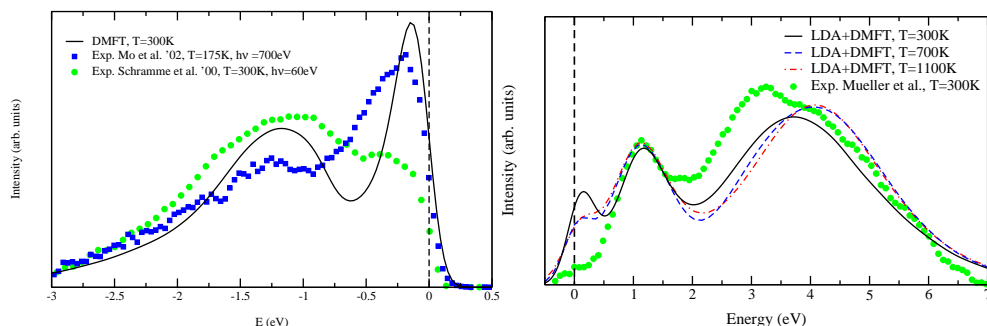 DMFT, T=300K
Exp. Mo et al. '02, T=175K, hν =700eV
Exp. Schramme et al. '00, T=300K, hν=60eV
Intensity (arb. units)
-3 -2.5 -2 -1.5 -1 -0.5 0 0.5
E (eV)
LDA+DMFT, T=300K
LDA+DMFT, T=700K
LDA+DMFT, T=1100K
Exp. Mueller et al., T=300K
Intensity (arb. units)
0 1 2 3 4 5 6 7
Energy (eV)